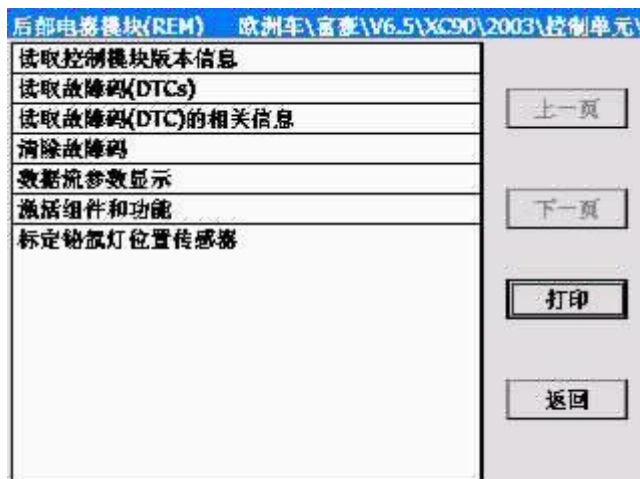 后部电器模块(REM) 欧洲车\富豪\V6.5\XC90\2003\控制单元\
读取控制模块版本信息
读取故障码(DTCs)
读取故障码(DTC)的相关信息
清除故障码
数据流参数显示
激活组件和功能
标定铅氙灯位置传感器
上一页
下一页
打印
返回